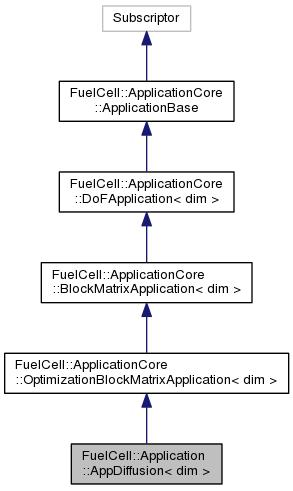 Subscriptor
FuelCell::ApplicationCore
::ApplicationBase
FuelCell::ApplicationCore
::DoFApplication< dim >
FuelCell::ApplicationCore
::BlockMatrixApplication< dim >
FuelCell::ApplicationCore
::OptimizationBlockMatrixApplication< dim >
FuelCell::Application
::AppDiffusion< dim >